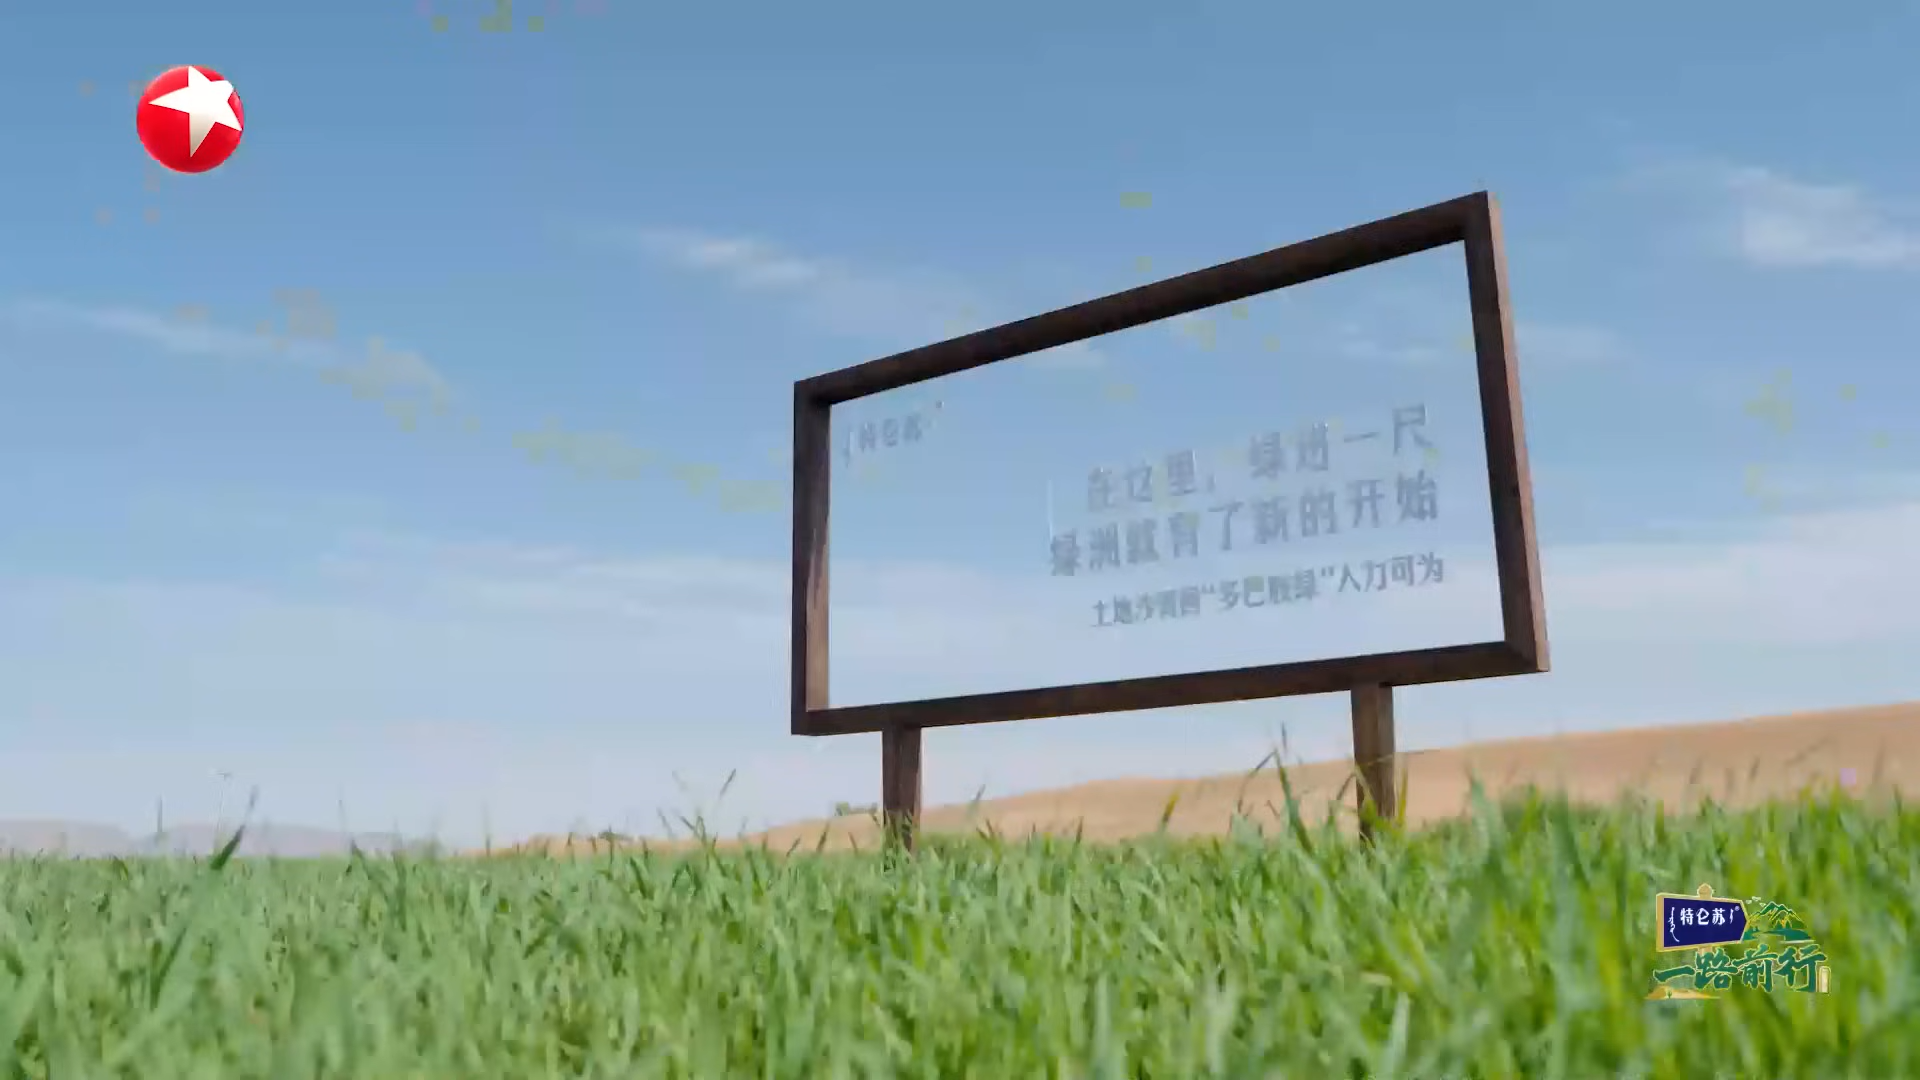 特仑苏
在这里，绿进一尺
绿洲就有了新的开始
"多巴胺绿"人力可为
特仑苏
一路前行